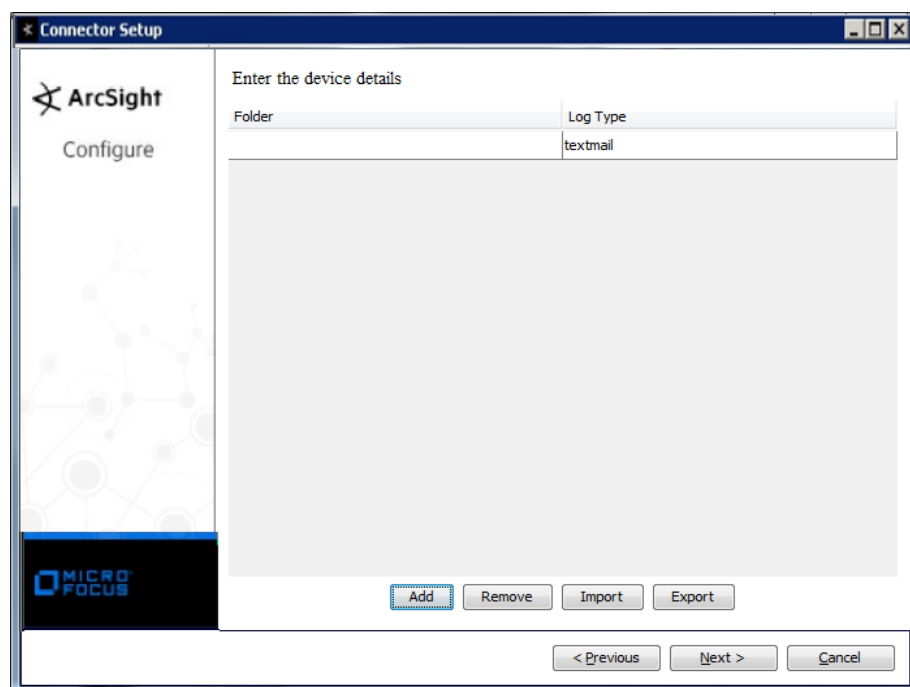 Connector Setup
ArcSight
Configure
Enter the device details
Folder Log Type
textmail
MICRO
FOCUS
Add Remove Import Export
< Previous Next > Cancel